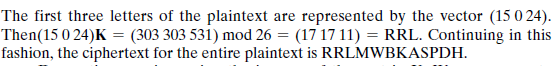 The first three letters of the plaintext are represented by the vector (15 0 24).
Then(15 0 24)K = (303 303 531) mod 26 = (17 17 11) = RRL. Continuing in this
fashion, the ciphertext for the entire plaintext is RRLMWBKASPDH.